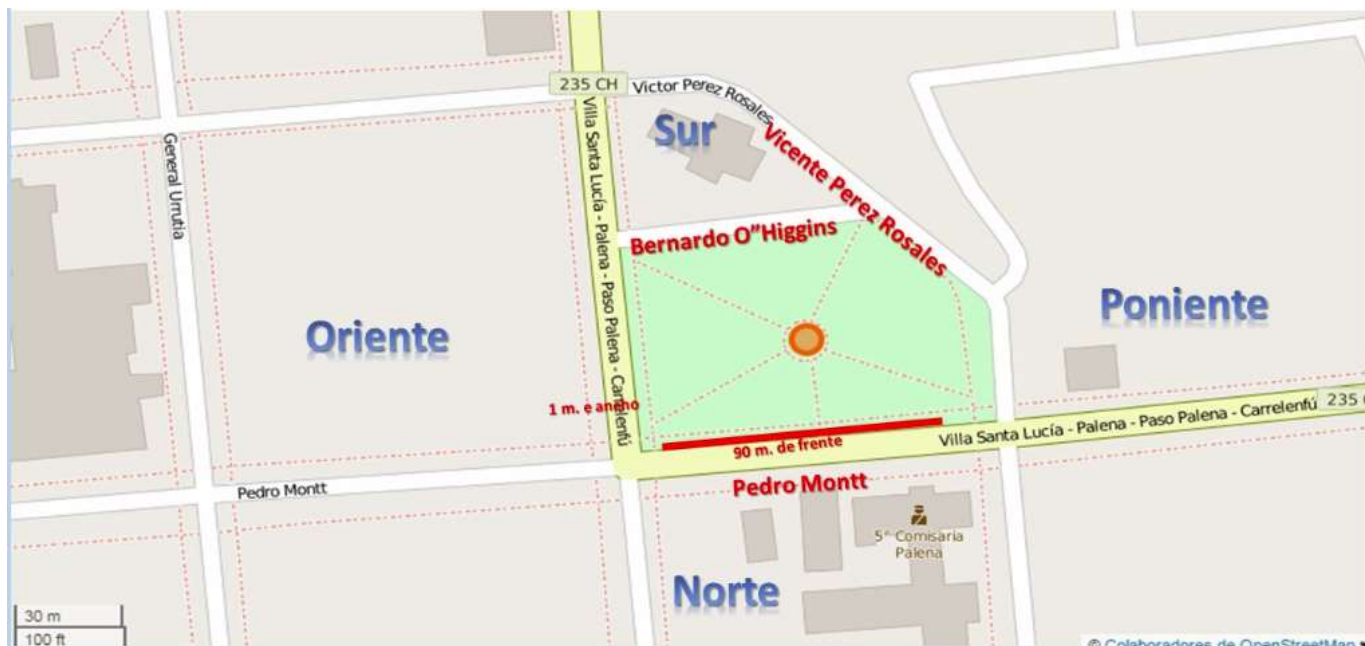 235 CH
Victor Perez Rosales
Sur
Vicente Perez Rosales
General Urrutia
Villa Santa Lucía - Palena - Paso Palena - Carrelenfú
Bernardo O"Higgins
Oriente
Poniente
1 m. e ancho
235
90 m. de frente
Villa Santa Lucía - Palena - Paso Palena - Carrelenfú
Pedro Montt
Pedro Montt
5° Comisaria
Palena
Norte
30 m
100 ft
© Colaboradores de OpenStreetMap